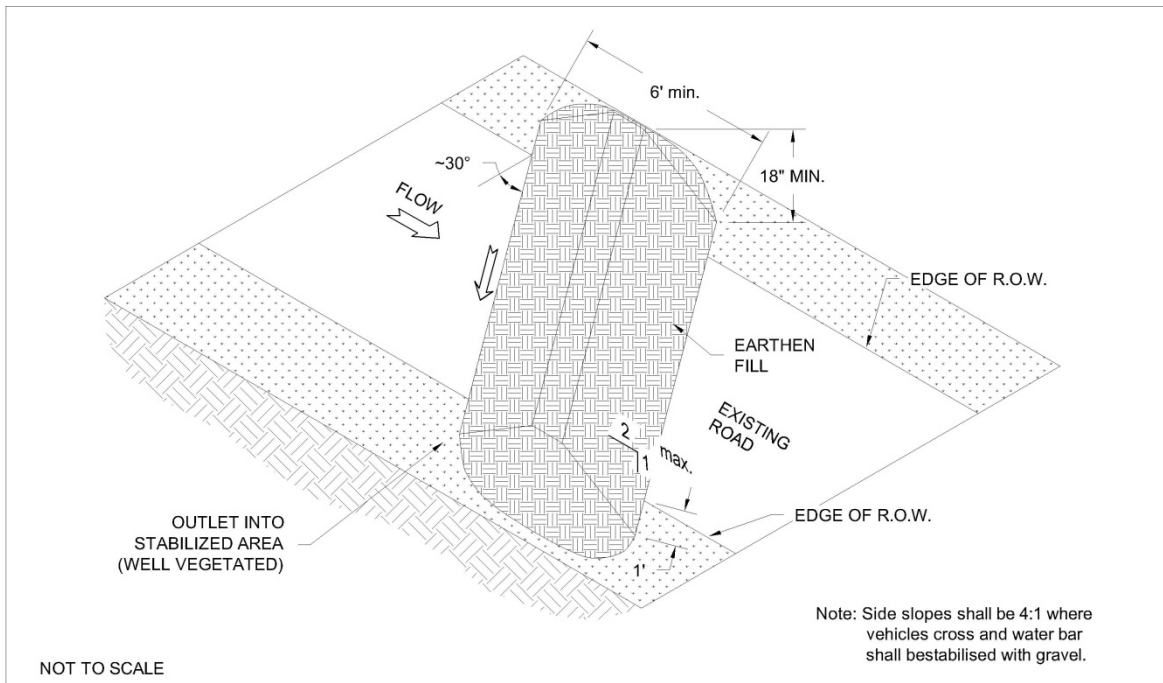 6' min.
18" MIN.
~30°
FLOW
EDGE OF R.O.W.
EARTHEN
FILL
EXISTING
ROAD
2
1
max.
EDGE OF R.O.W.
OUTLET INTO
STABILIZED AREA
(WELL VEGETATED)
1'
Note: Side slopes shall be 4:1 where
vehicles cross and water bar
shall bestabilised with gravel.
NOT TO SCALE